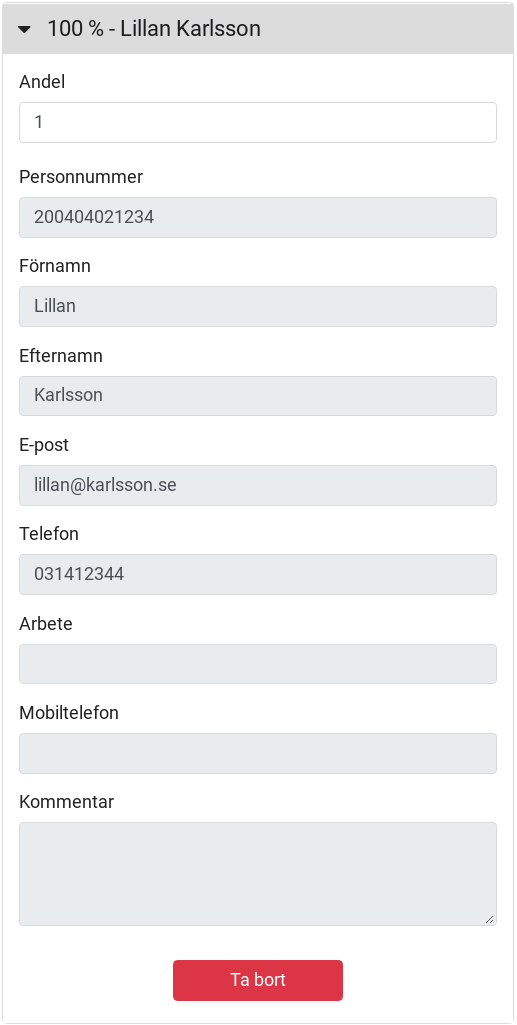 100 % - Lillan Karlsson
Andel
1
Personnummer
200404021234
Förnamn
Lillan
Efternamn
Karlsson
E-post
lillan@karlsson.se
Telefon
031412344
Arbete
Mobiltelefon
Kommentar
Ta bort